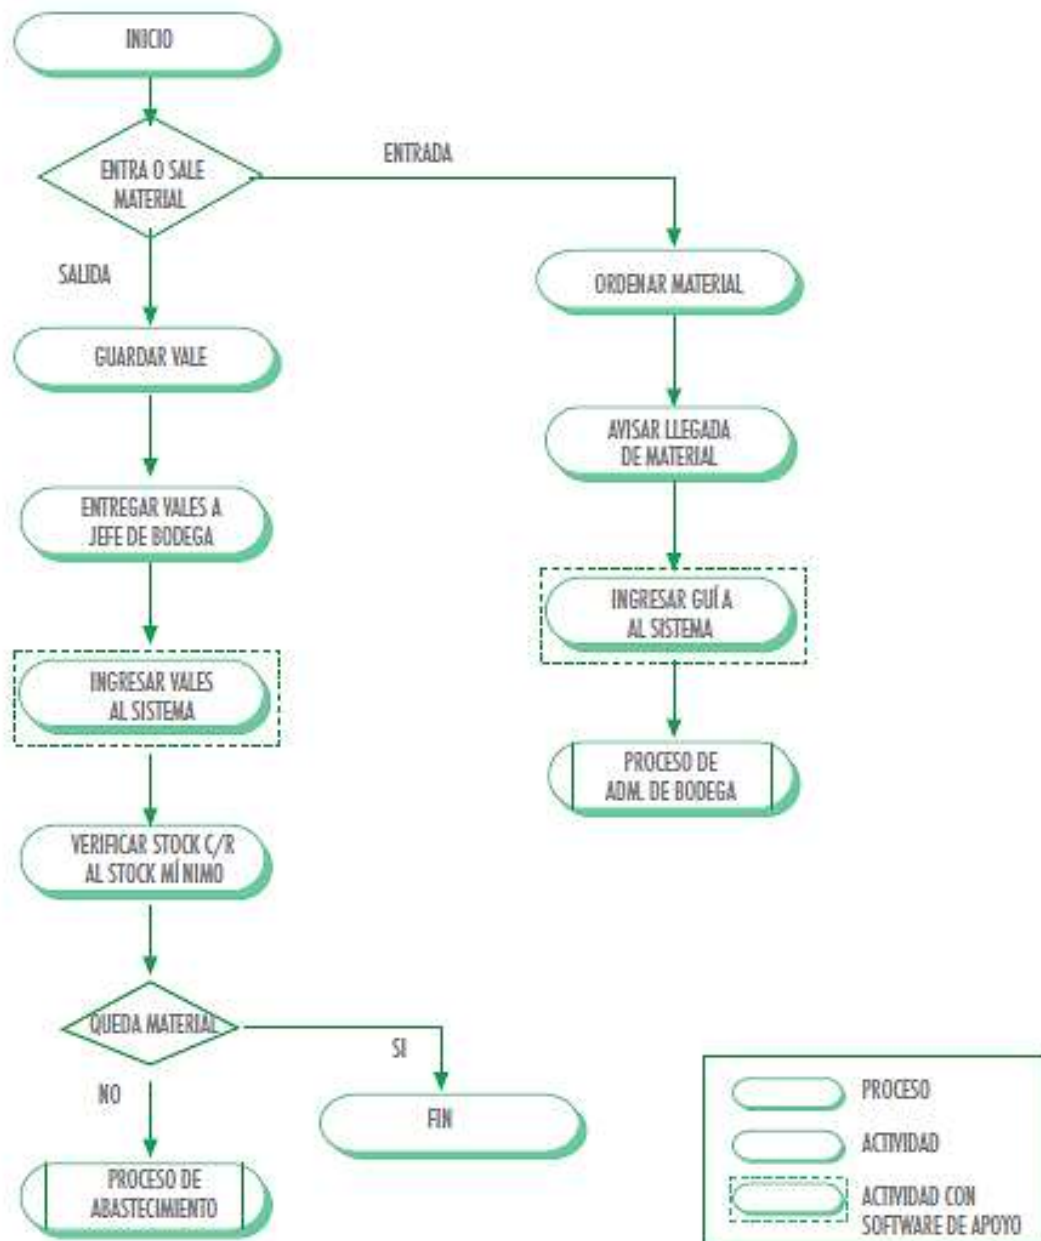 INICIO
ENTRA O SALE
MATERIAL
ENTRADA
SALIDA
ORDENAR MATERIAL
GUARDAR VALE
AVISAR LLEGADA
DE MATERIAL
ENTREGAR VALES A
JEFE DE BODEGA
INGRESAR GUÍA
AL SISTEMA
INGRESAR VALES
AL SISTEMA
PROCESO DE
ADM. DE BODEGA
VERIFICAR STOCK C/R
AL STOCK MÍNIMO
QUEDA MATERIAL
SI
NO
FIN
PROCESO DE
ABASTECIMIENTO
PROCESO
ACTIVIDAD
ACTIVIDAD CON
SOFTWARE DE APOYO